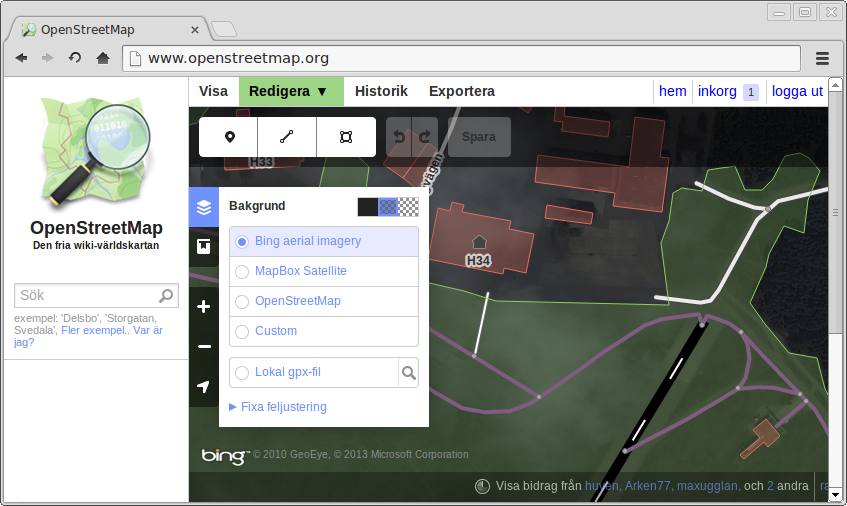 OpenStreetMap
www.openstreetmap.org
Visa Redigera ▼ Historik Exportera hem inkorg 1 logga ut
Spara
OpenStreetMap
Den fria wiki-världskartan
Sök
exempel: 'Delsbo', 'Storgatan,
Svedala', Fler exempel.. Var är
jag?
H33
Bakgrund
Bing aerial imagery
MapBox Satellite
OpenStreetMap
Custom
Lokal gpx-fil
▶ Fixa feljustering
H34
bing © 2010 GeoEye, © 2013 Microsoft Corporation
Visa bidrag från huven, Arken77, maxugglan, och 2 andra